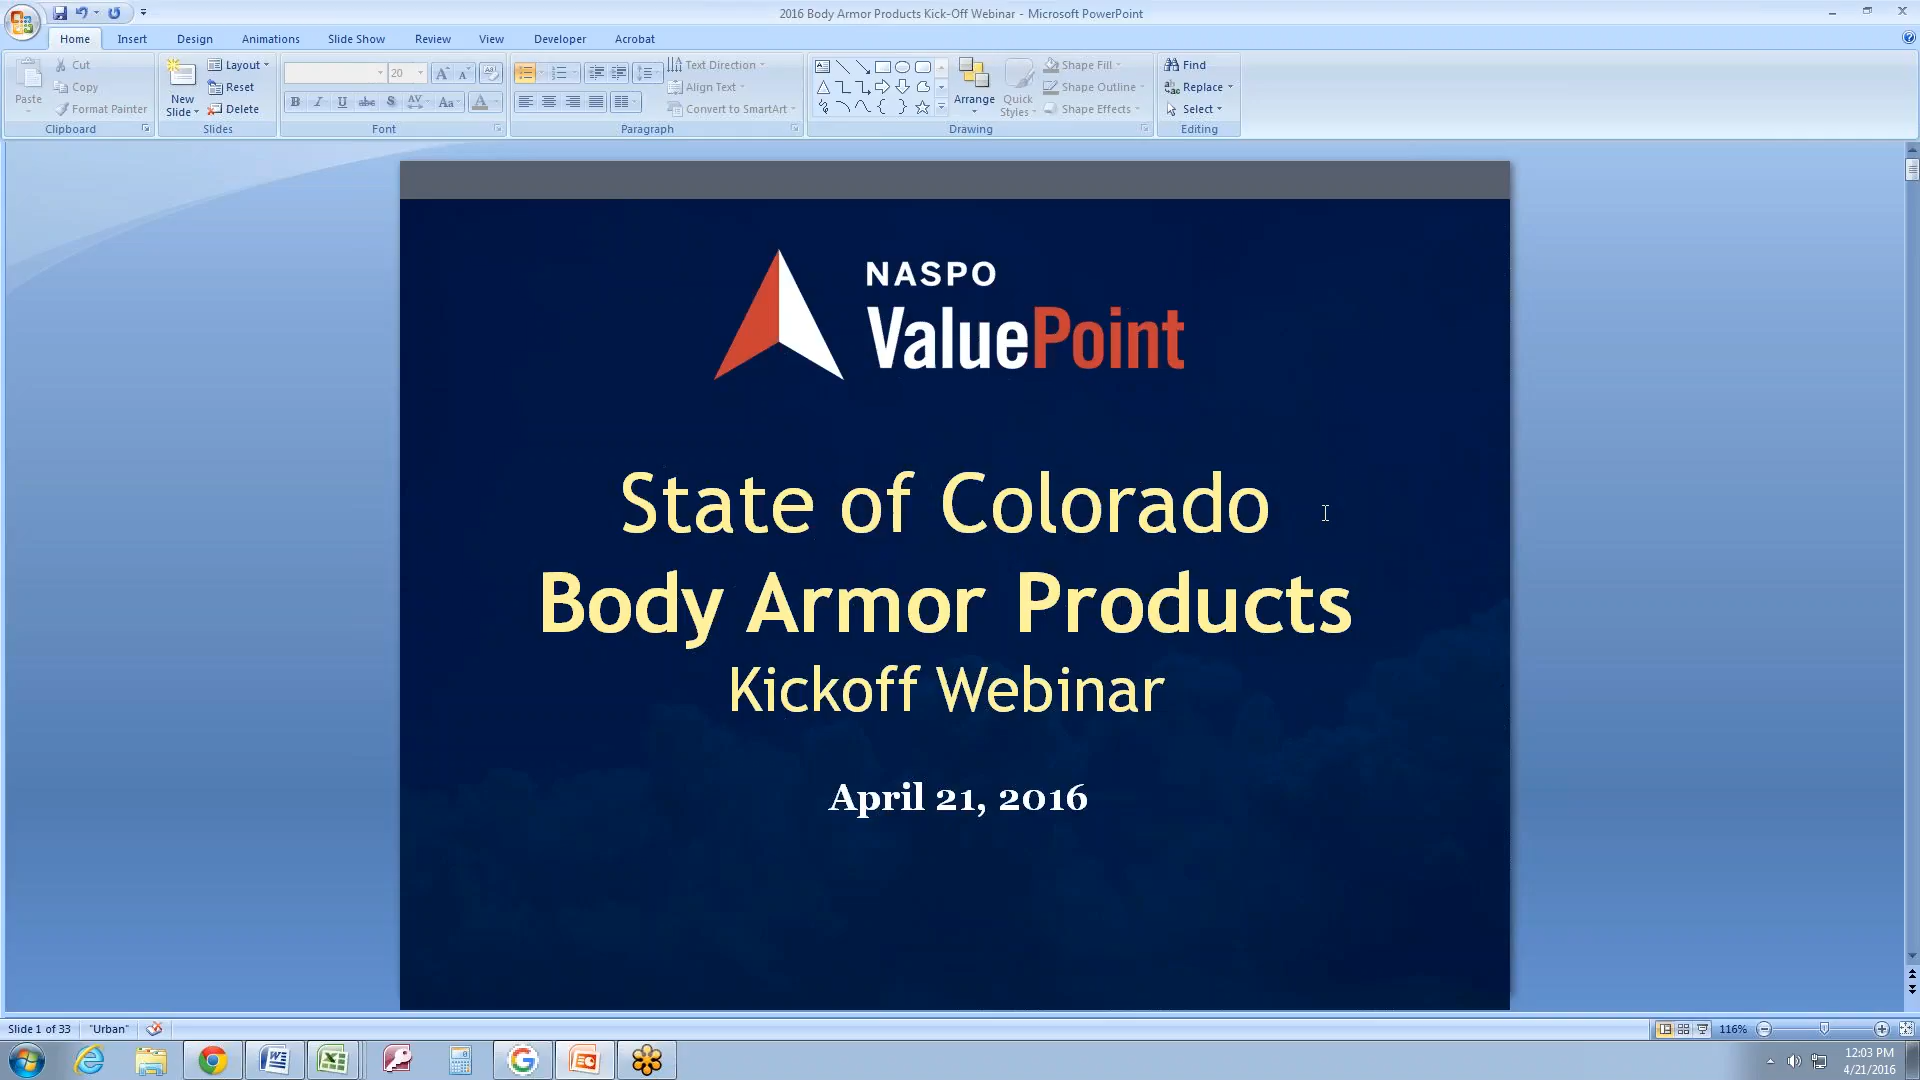 2016 Body Armor Products Kick-Off Webinar - Microsoft PowerPoint
Home Insert Design Animations Slide Show Review View Developer Acrobat
Paste
Cut
Copy
Format Painter
Clipboard
New
Slide
Layout
Reset
Delete
Slides
20
B I U abc S AV Aa A
Font
Text Direction
Align Text
Convert to SmartArt
Paragraph
Arrange
Quick
Styles
Shape Fill
Shape Outline
Shape Effects
Drawing
Find
Replace
Select
Editing
NASPO
ValuePoint
State of Colorado
Body Armor Products
Kickoff Webinar
April 21, 2016
Slide 1 of 33 "Urban" 116%
12:03 PM
4/21/2016